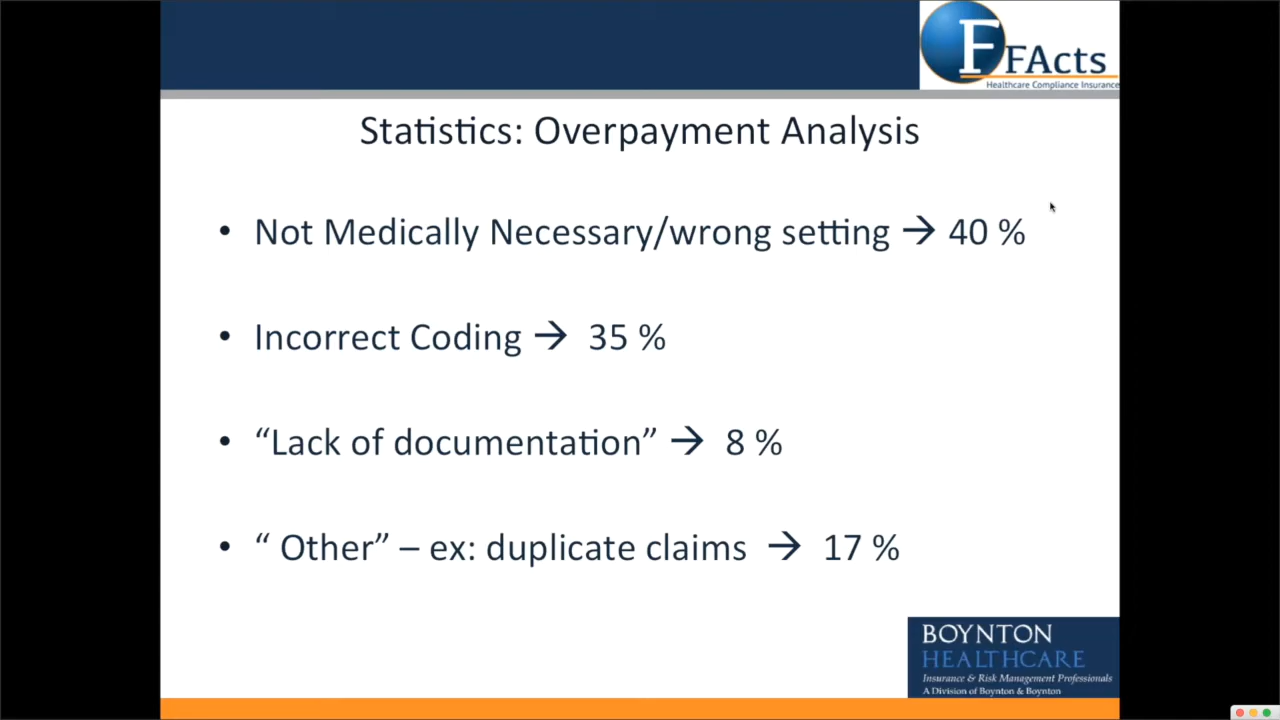 F FActs
Healthcare Compliance Insurance
Statistics: Overpayment Analysis
• Not Medically Necessary/wrong setting → 40 %
• Incorrect Coding → 35 %
• “Lack of documentation” → 8 %
• “ Other” – ex: duplicate claims → 17 %
BOYNTON
HEALTHCARE
Insurance & Risk Management Professionals
A Division of Boynton & Boynton